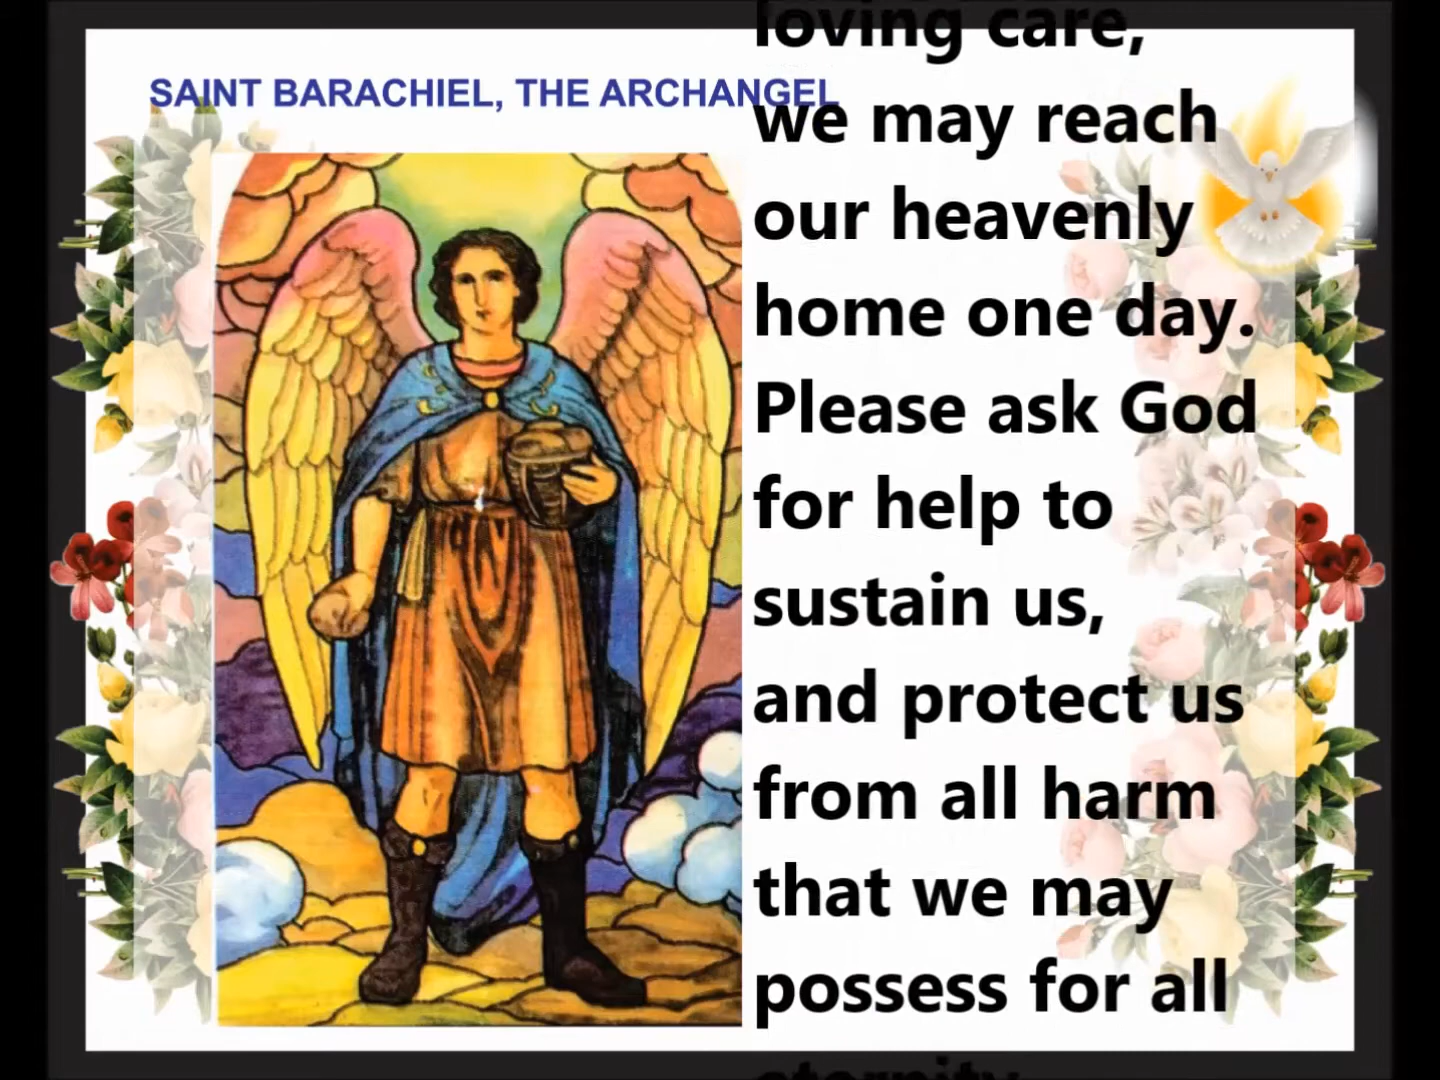 SAINT BARACHIEL, THE ARCHANGEL
loving care,
we may reach
our heavenly
home one day.
Please ask God
for help to
sustain us,
and protect us
from all harm
that we may
possess for all
eternity